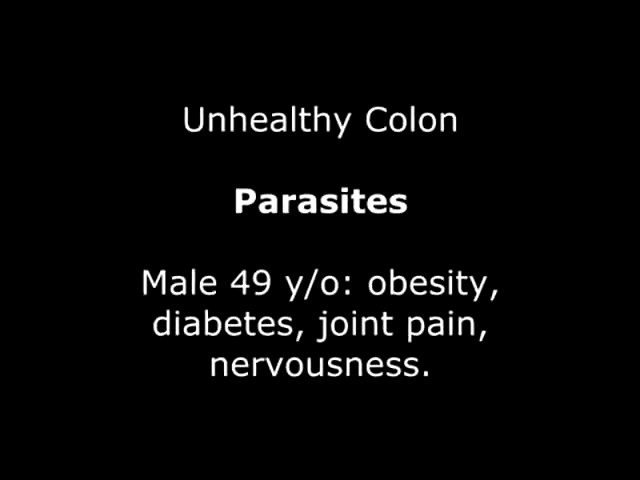 Unhealthy Colon
Parasites
Male 49 y/o: obesity,
diabetes, joint pain,
nervousness.